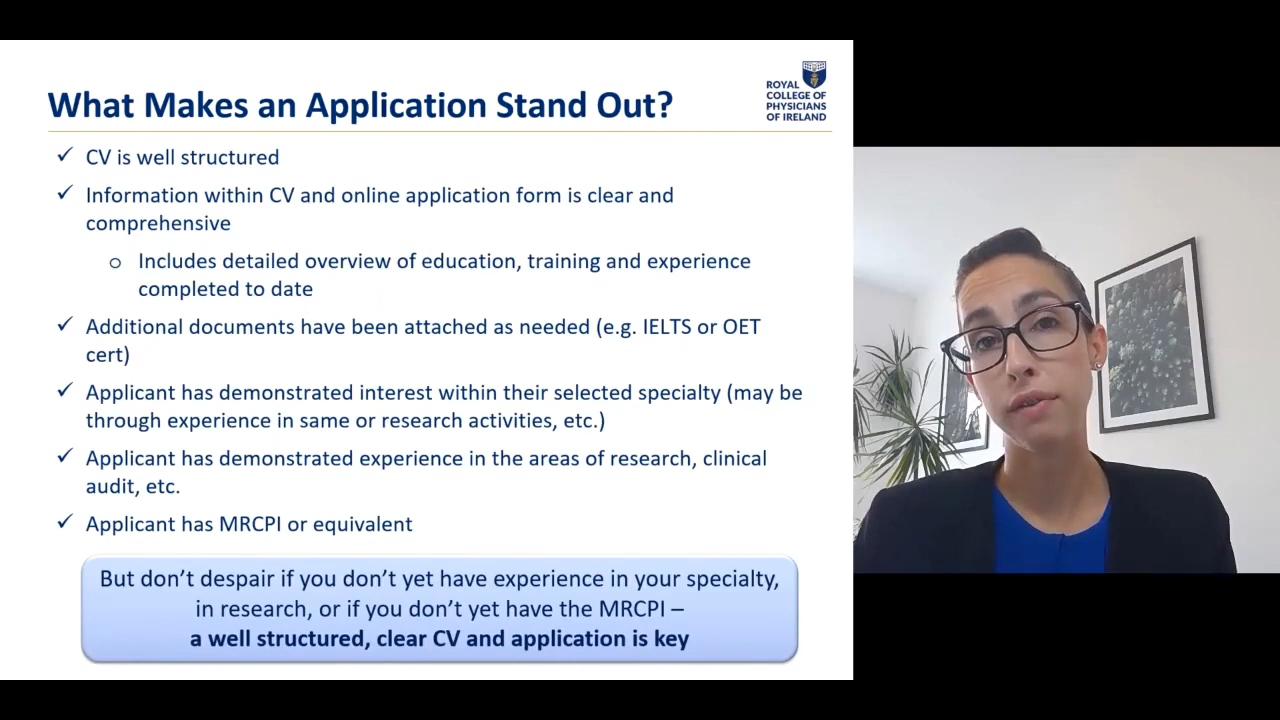 What Makes an Application Stand Out?
ROYAL
COLLEGE OF
PHYSICIANS
OF IRELAND
✓ CV is well structured
✓ Information within CV and online application form is clear and
comprehensive
o Includes detailed overview of education, training and experience
completed to date
✓ Additional documents have been attached as needed (e.g. IELTS or OET
cert)
✓ Applicant has demonstrated interest within their selected specialty (may be
through experience in same or research activities, etc.)
✓ Applicant has demonstrated experience in the areas of research, clinical
audit, etc.
✓ Applicant has MRCPI or equivalent
But don’t despair if you don’t yet have experience in your specialty,
in research, or if you don’t yet have the MRCPI –
a well structured, clear CV and application is key